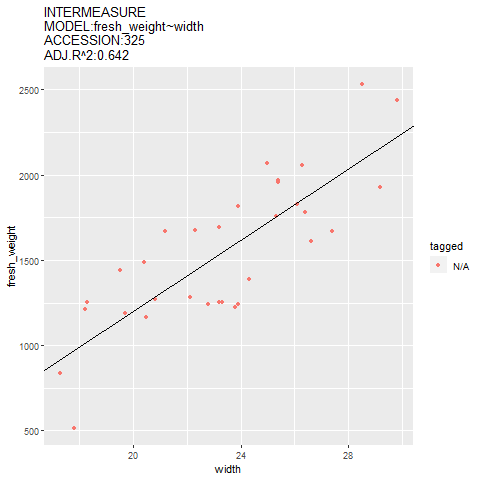 INTERMEASURE
MODEL:fresh_weight~width
ACCESSION:325
ADJ.R^2:0.642
2500
2000
1500
1000
500
fresh_weight
20
24
28
width
tagged
N/A